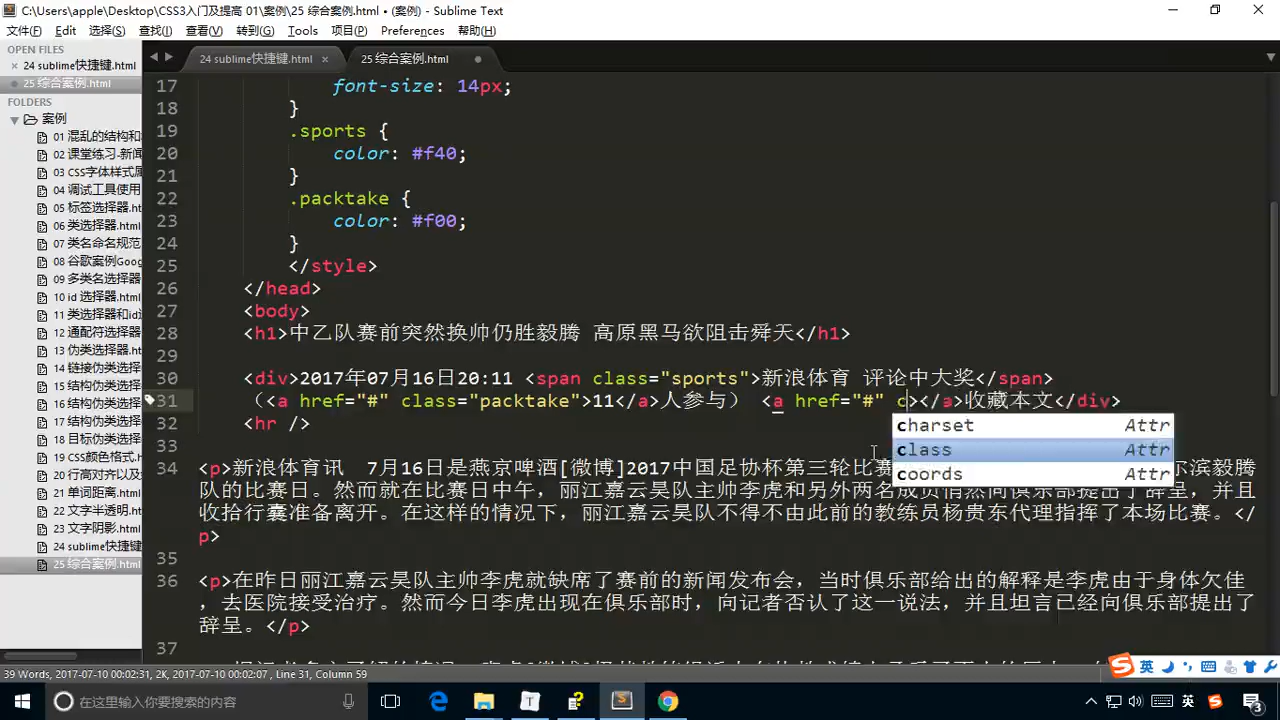 C:\Users\apple\Desktop\CSS3入门及提高 01\案例\25 综合案例.html • (案例) - Sublime Text
文件(F) Edit 选择(S) 查找(I) 查看(V) 转到(G) Tools 项目(P) Preferences 帮助(H)
OPEN FILES
24 sublime快捷键.html
25 综合案例.html
FOLDERS
案例
01 混乱的结构和
02 课堂练习-新闻
03 CSS字体样式属
04 调试工具使用
05 标签选择器.ht
06 类选择器.html
07 类名命名规范.
08 谷歌案例Goog
09 多类名选择器
10 id 选择器.html
11 类选择器和id选
12 通配符选择器
13 伪类选择器.ht
14 链接伪类选择
15 结构伪类选择
16 结构伪类选择
17 目标伪类选择
18 外观属性.html
19 CSS颜色格式.
20 行高对齐以及
21 单词距离.html
22 文字半透明.ht
23 文字阴影.html
24 sublime快捷键
25 综合案例.html
24 sublime快捷键.html × 25 综合案例.html
17 font-size: 14px;
18 }
19 .sports {
20 color: #f40;
21 }
22 .packtake {
23 color: #f00;
24 }
25 </style>
26 </head>
27 <body>
28 <h1>中乙队赛前突然换帅仍胜毅腾 高原黑马欲阻击舜天</h1>
29
30 <div>2017年07月16日20:11 <span class="sports">新浪体育 评论中大奖</span>
31 （<a href="#" class="packtake">11</a>人参与） <a href="#" c></a>收藏本文</div>
charset Attr
class Attr
coords Attr
32 <hr />
33
34 <p>新浪体育讯 7月16日是燕京啤酒[微博]2017中国足协杯第三轮比赛 尔滨毅腾
队的比赛日。然而就在比赛日中午，丽江嘉云昊队主帅李虎和另外两名成员悄然向俱乐部提出了辞呈，并且
收拾行囊准备离开。在这样的情况下，丽江嘉云昊队不得不由此前的教练员杨贵东代理指挥了本场比赛。</
p>
35
36 <p>在昨日丽江嘉云昊队主帅李虎就缺席了赛前的新闻发布会，当时俱乐部给出的解释是李虎由于身体欠佳
，去医院接受治疗。然而今日李虎出现在俱乐部时，向记者否认了这一说法，并且坦言已经向俱乐部提出了
辞呈。</p>
37
39 Words, 2017-07-10 00:02:31, 2K, 2017-07-10 00:02:07, Line 31, Column 59
英
在这里输入你要搜索的内容
英
3